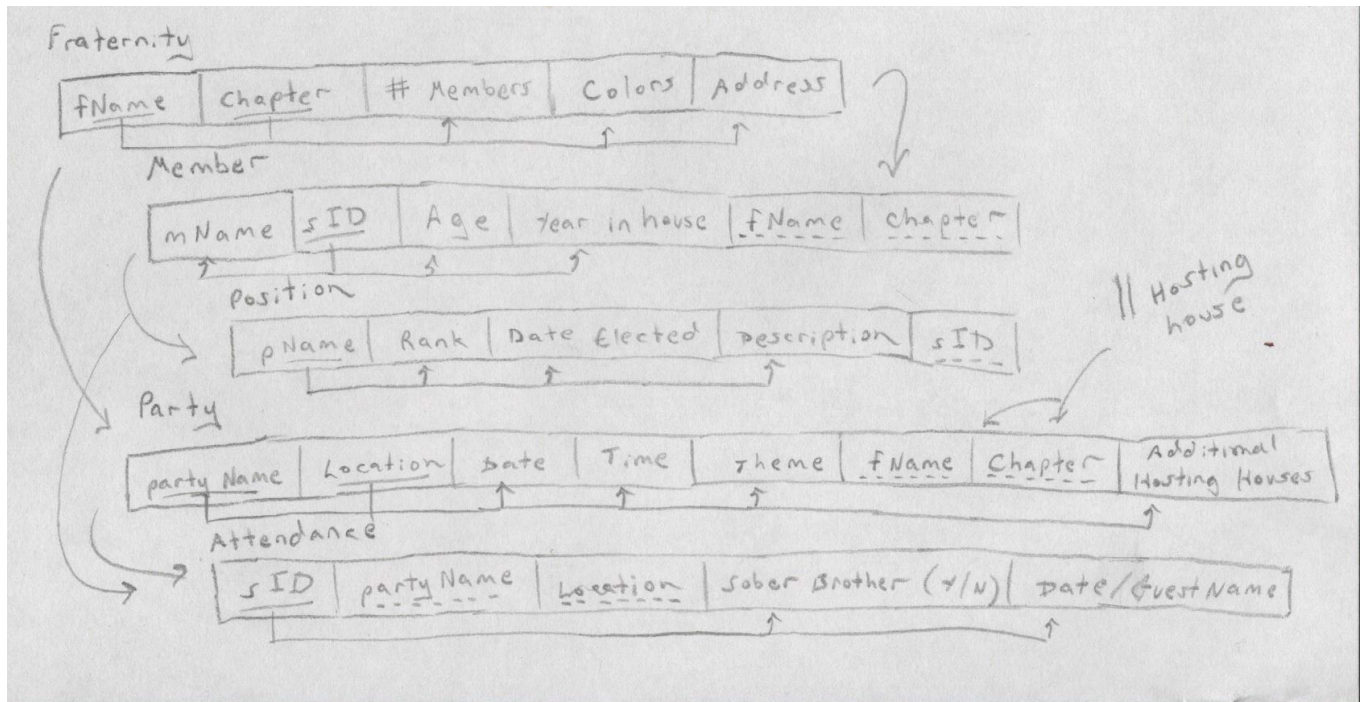 Fraternity
fName Chapter # Members Colors Address
Member
mName sID Age Year in house fName Chapter
Position
pName Rank Date Elected Description sID
|| Hosting
house
Party
party Name Location Date Time Theme fName Chapter Additional
Hosting Houses
Attendance
sID partyName Location Sober Brother (Y/N) Date/Guest Name